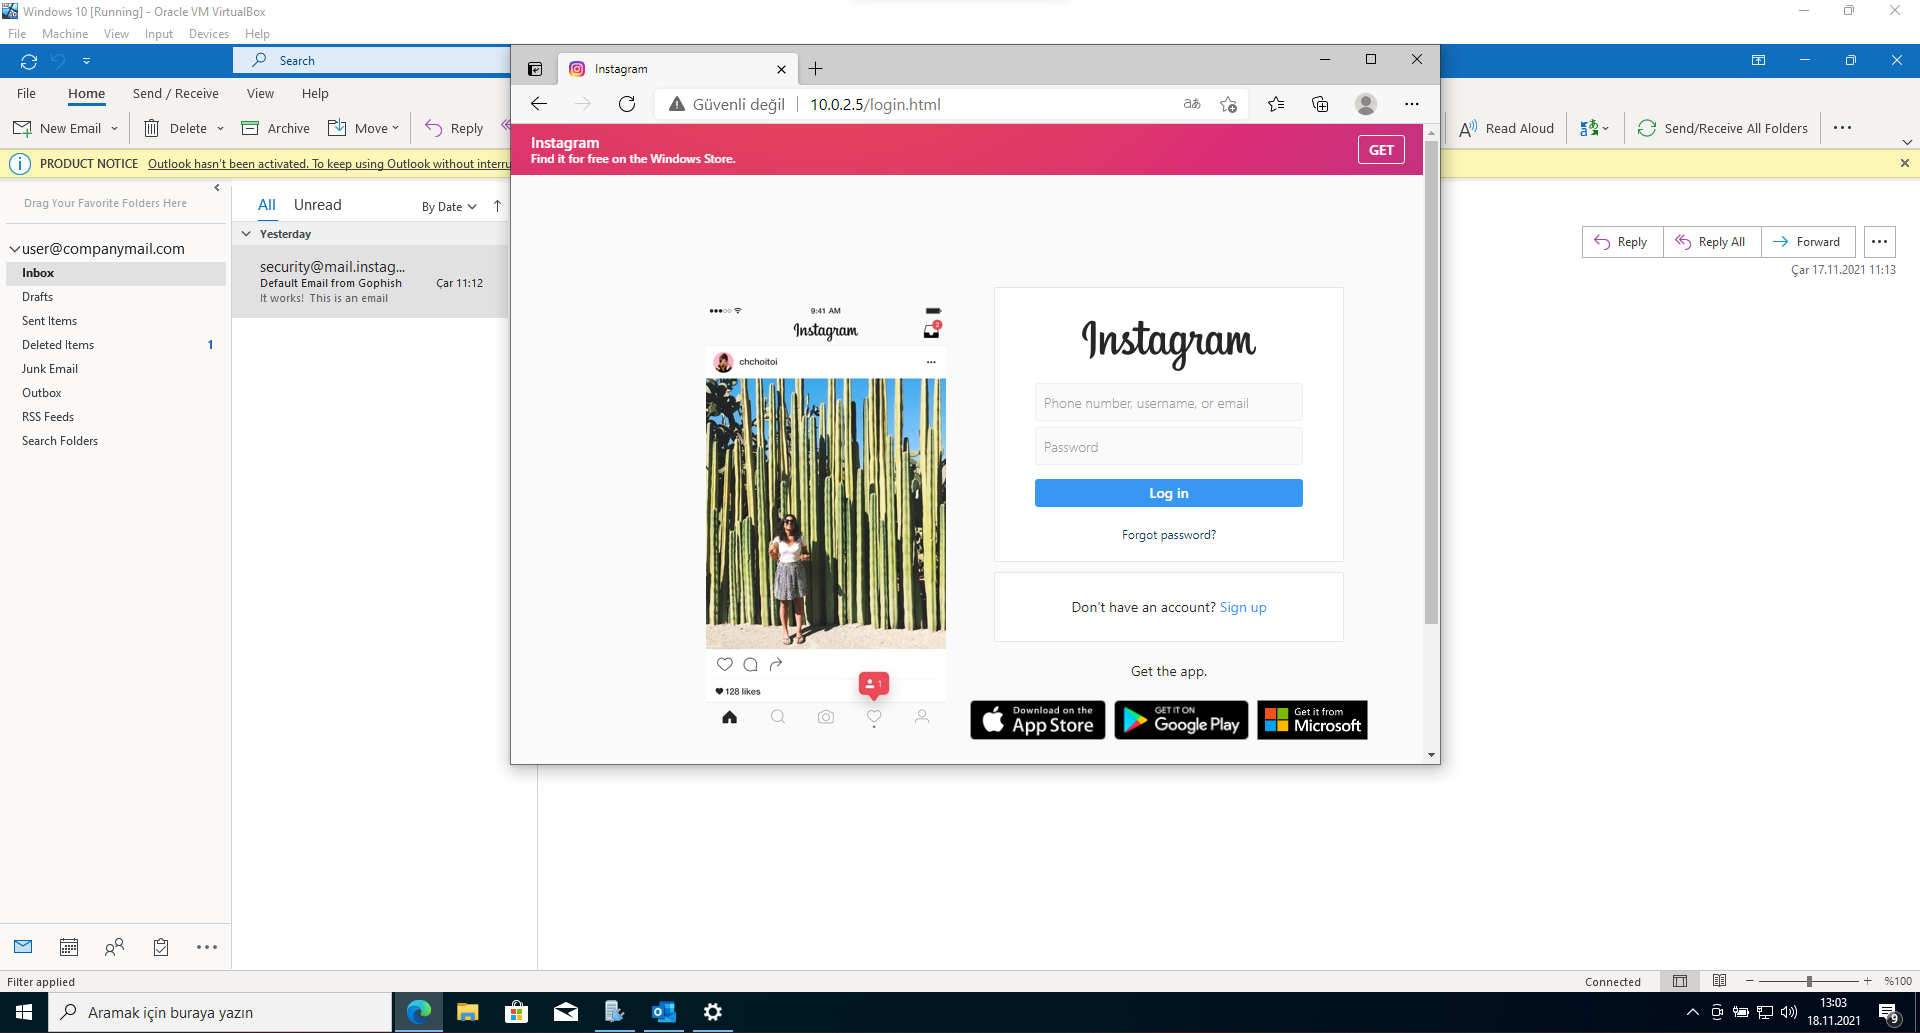 Windows 10 [Running] - Oracle VM VirtualBox
File Machine View Input Devices Help
Search
File Home Send / Receive View Help
New Email Delete Archive Move Reply
Read Aloud Send/Receive All Folders
PRODUCT NOTICE Outlook hasn't been activated. To keep using Outlook without interru
Drag Your Favorite Folders Here
user@companymail.com
Inbox
Drafts
Sent Items
Deleted Items 1
Junk Email
Outbox
RSS Feeds
Search Folders
All Unread By Date
Yesterday
security@mail.instag...
Default Email from Gophish Çar 11:12
It works! This is an email
Instagram
Güvenli değil 10.0.2.5/login.html
Instagram
Find it for free on the Windows Store.
GET
9:41 AM
Instagram
2
chchoitoi
128 likes
1
Instagram
Phone number, username, or email
Password
Log in
Forgot password?
Don't have an account? Sign up
Get the app.
Download on the
App Store
GET IT ON
Google Play
Get it from
Microsoft
Reply Reply All Forward
Çar 17.11.2021 11:13
Filter applied
Connected %100
Aramak için buraya yazın
13:03
18.11.2021
9